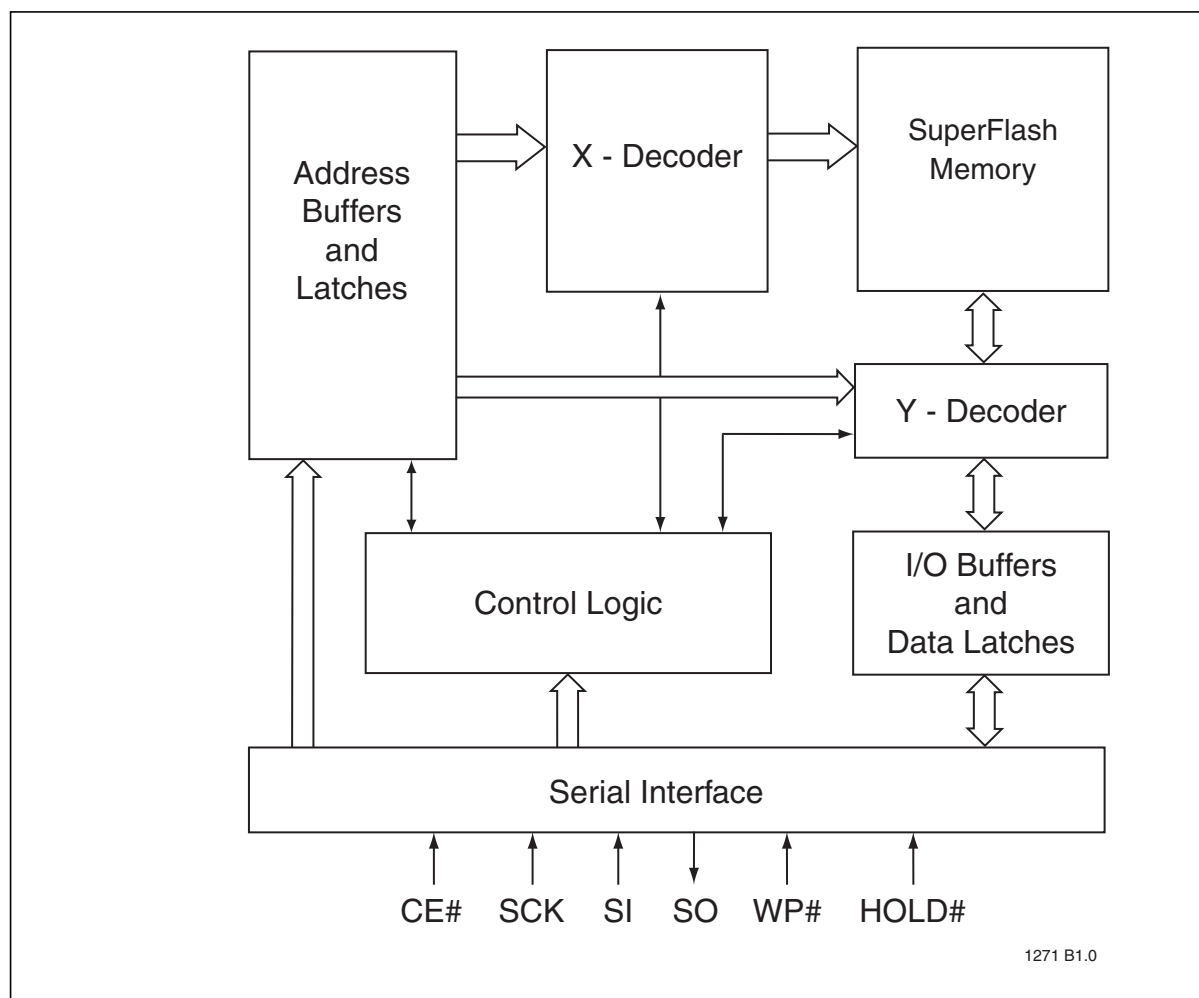 Address
Buffers
and
Latches
X - Decoder
SuperFlash
Memory
Y - Decoder
Control Logic
I/O Buffers
and
Data Latches
Serial Interface
CE# SCK SI SO WP# HOLD#
1271 B1.0